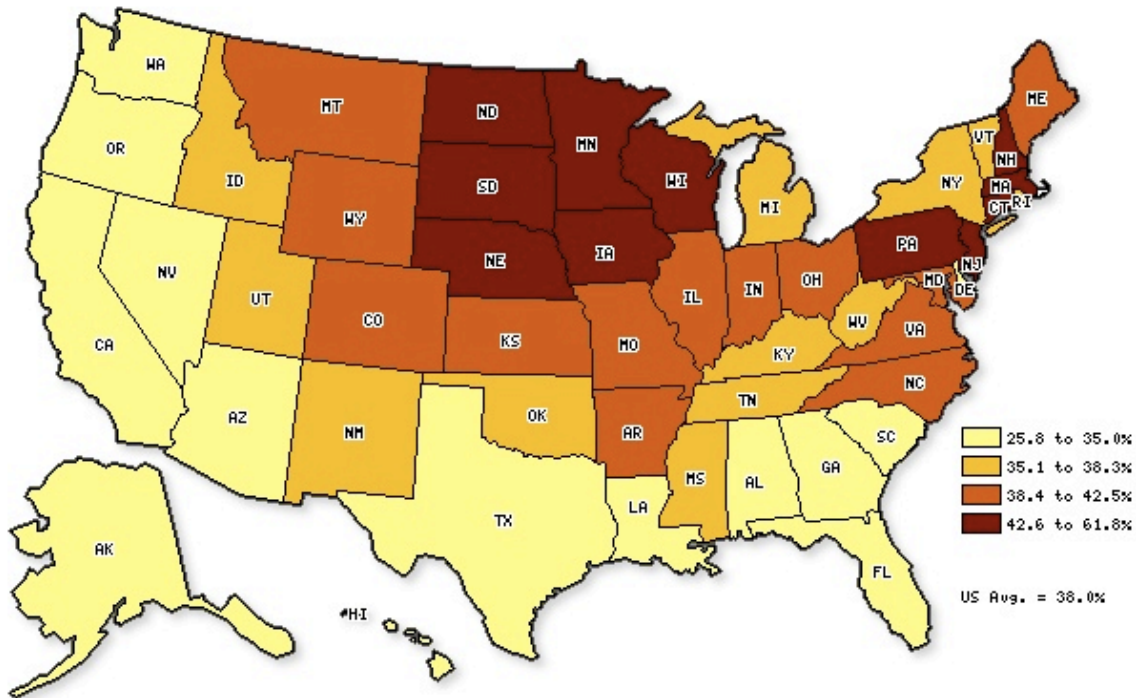 WA
MT
ND
MN
ME
OR
ID
SD
WI
VT
NH
NY
MA
WY
MI
CT
RI
NE
IA
PA
NV
UT
IL
IN
OH
NJ
MD
DE
CO
CA
KS
MO
WV
VA
KY
AZ
NM
OK
TN
NC
AR
SC
25.8 to 35.0%
MS
AL
GA
35.1 to 38.3%
TX
LA
38.4 to 42.5%
42.6 to 61.8%
AK
FL
US Avg. = 38.0%
*HI